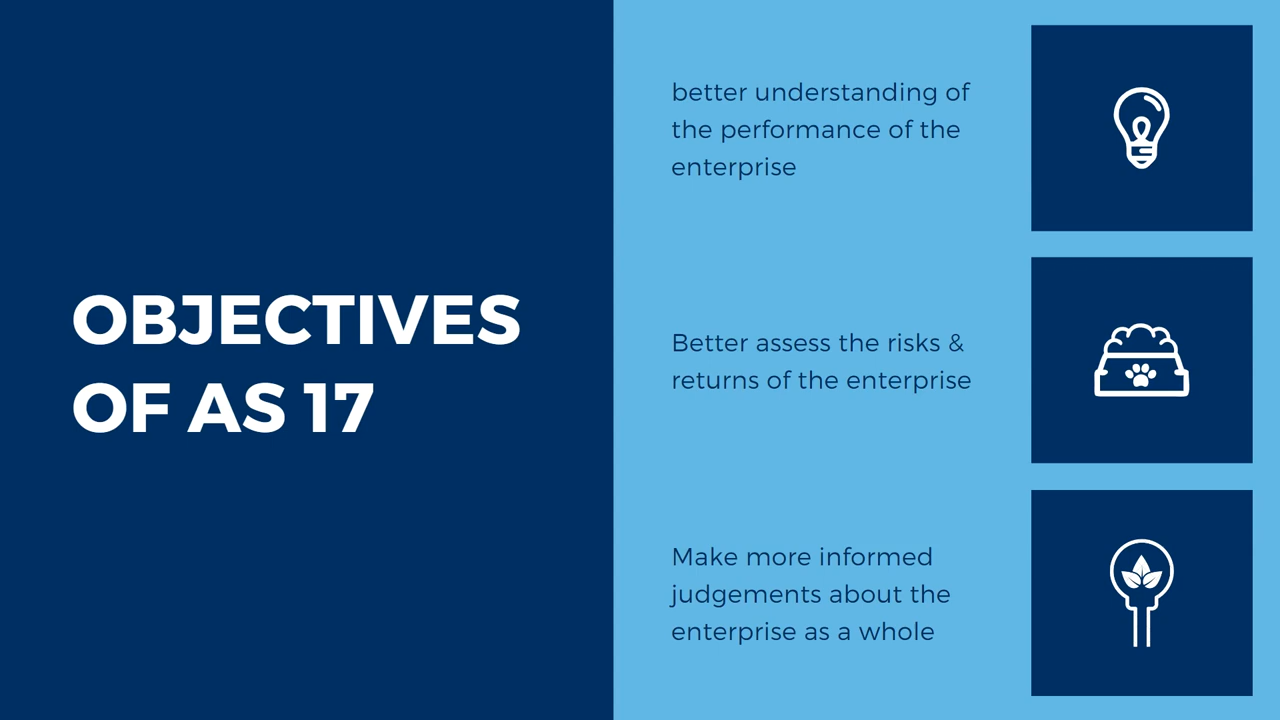 OBJECTIVES
OF AS 17
better understanding of
the performance of the
enterprise
Better assess the risks &
returns of the enterprise
Make more informed
judgements about the
enterprise as a whole